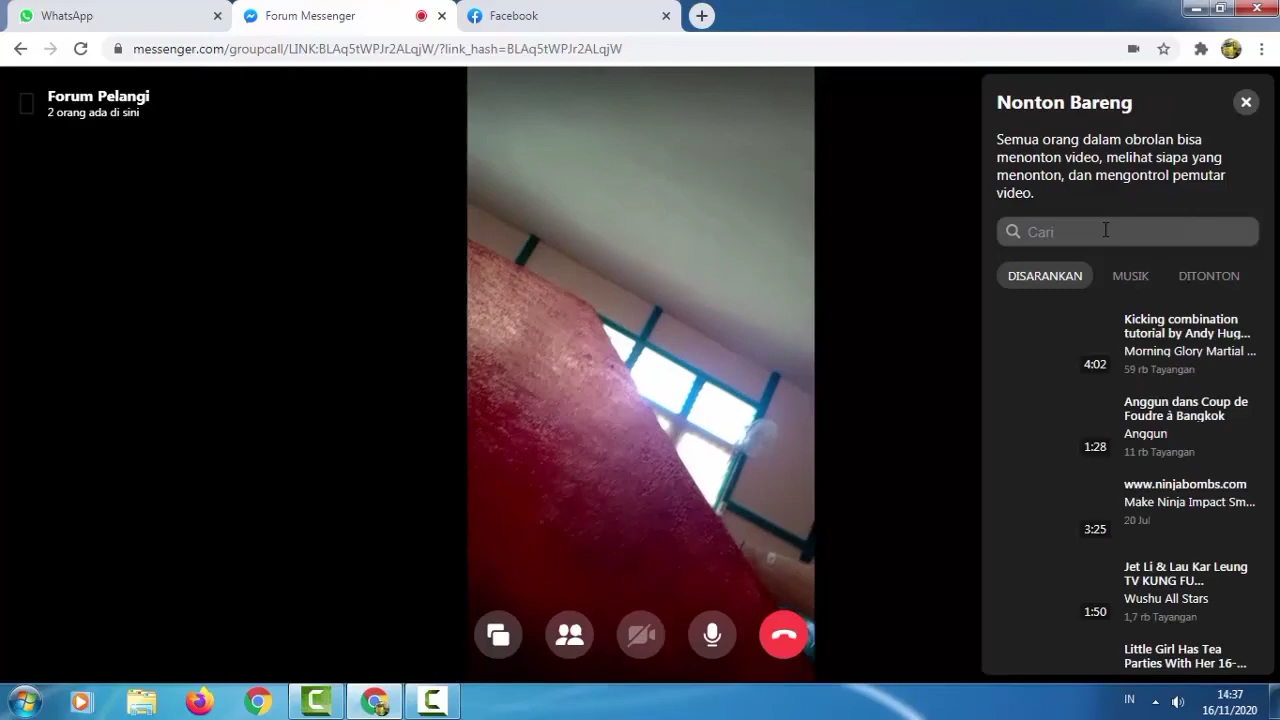 WhatsApp
Forum Messenger
Facebook
messenger.com/groupcall/LINK:BLAq5tWPJr2ALqjW/?link_hash=BLAq5tWPJr2ALqjW
Forum Pelangi
2 orang ada di sini
Nonton Bareng
Semua orang dalam obrolan bisa
menonton video, melihat siapa yang
menonton, dan mengontrol pemutar
video.
Cari
DISARANKAN MUSIK DITONTON
Kicking combination
tutorial by Andy Hug...
Morning Glory Martial ...
4:02
59 rb Tayangan
Anggun dans Coup de
Foudre à Bangkok
Anggun
1:28
11 rb Tayangan
www.ninjabombs.com
Make Ninja Impact Sm...
20 Jul
3:25
Jet Li & Lau Kar Leung
TV KUNG FU...
Wushu All Stars
1:50
1,7 rb Tayangan
Little Girl Has Tea
Parties With Her 16-...
IN
14:37
16/11/2020